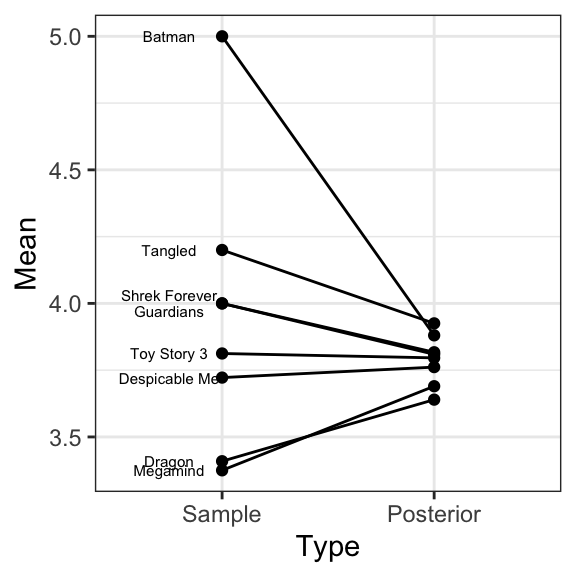 5.0
4.5
4.0
3.5
Mean
Batman
Tangled
Shrek Forever
Guardians
Toy Story 3
Despicable Me
Dragon
Megamind
Sample
Posterior
Type